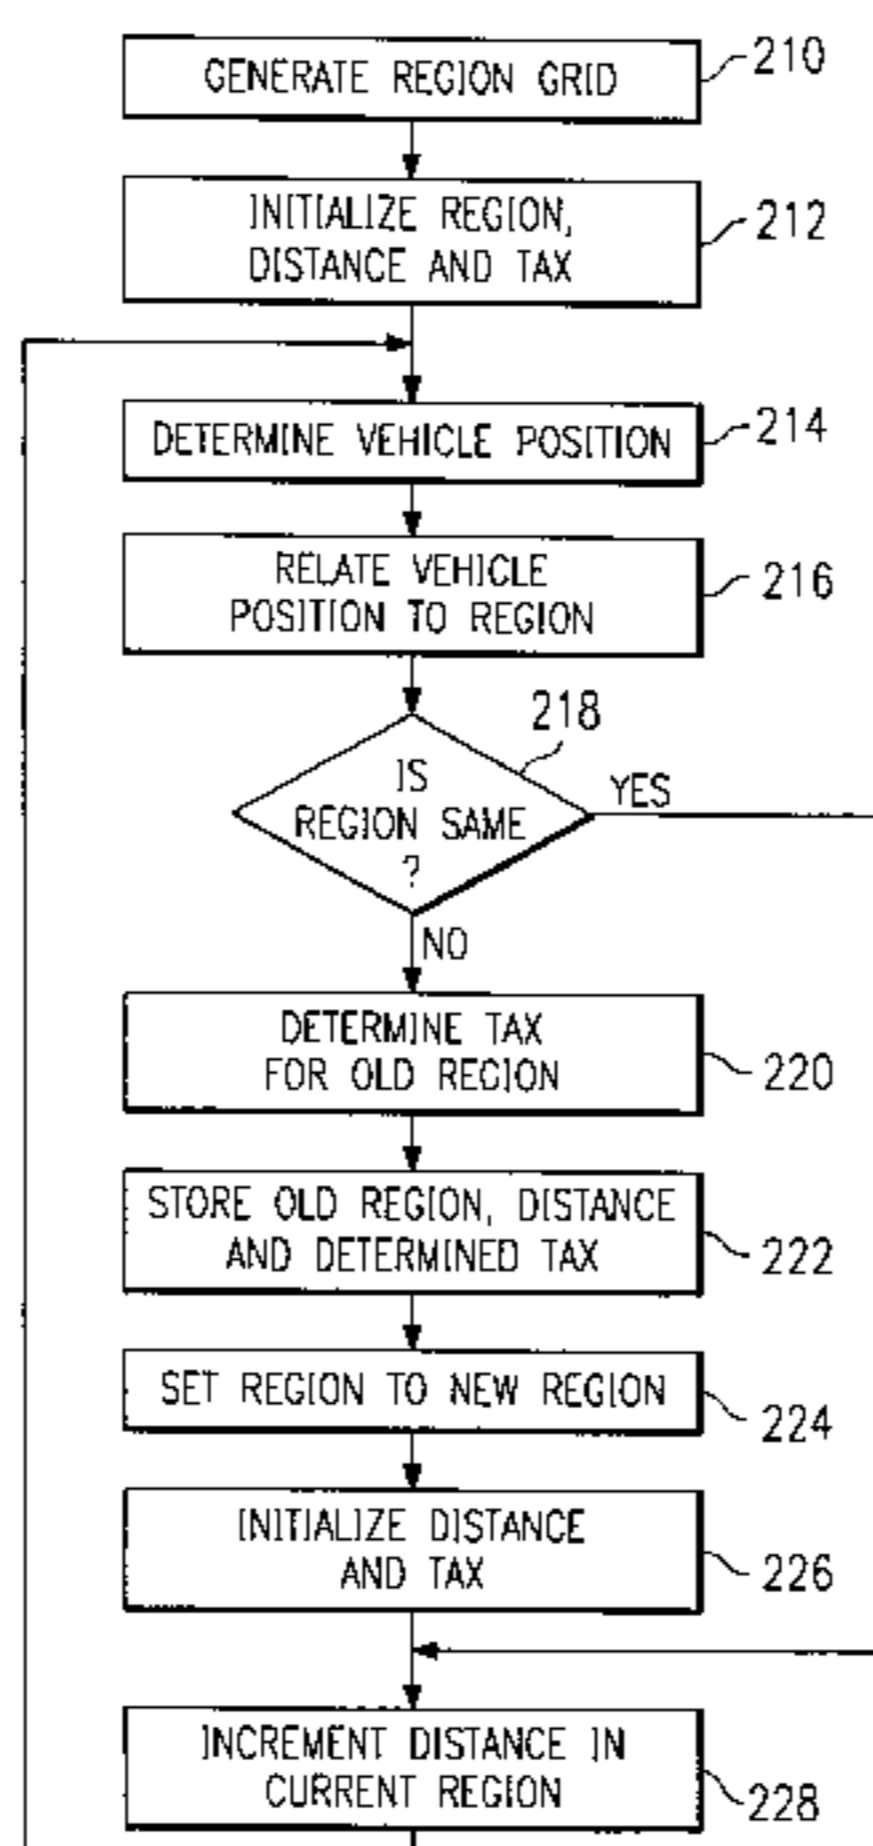 GENERATE REGION GRID
210
INITIALIZE REGION,
DISTANCE AND TAX
212
DETERMINE VEHICLE POSITION
214
RELATE VEHICLE
POSITION TO REGION
216
218
IS
REGION SAME
?
YES
NO
DETERMINE TAX
FOR OLD REGION
220
STORE OLD REGION, DISTANCE
AND DETERMINED TAX
222
SET REGION TO NEW REGION
224
INITIALIZE DISTANCE
AND TAX
226
INCREMENT DISTANCE IN
CURRENT REGION
228